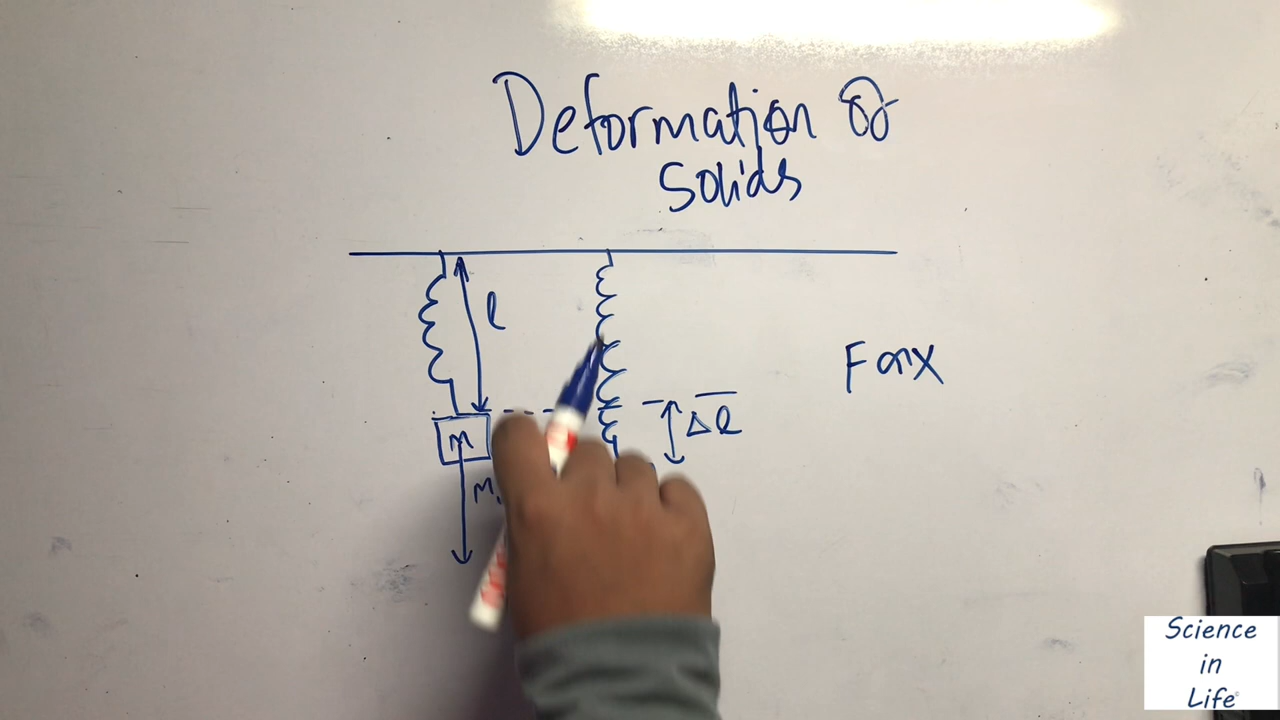 Deformation of
Solids
l
F α X
Δl
m
Science
in
Life